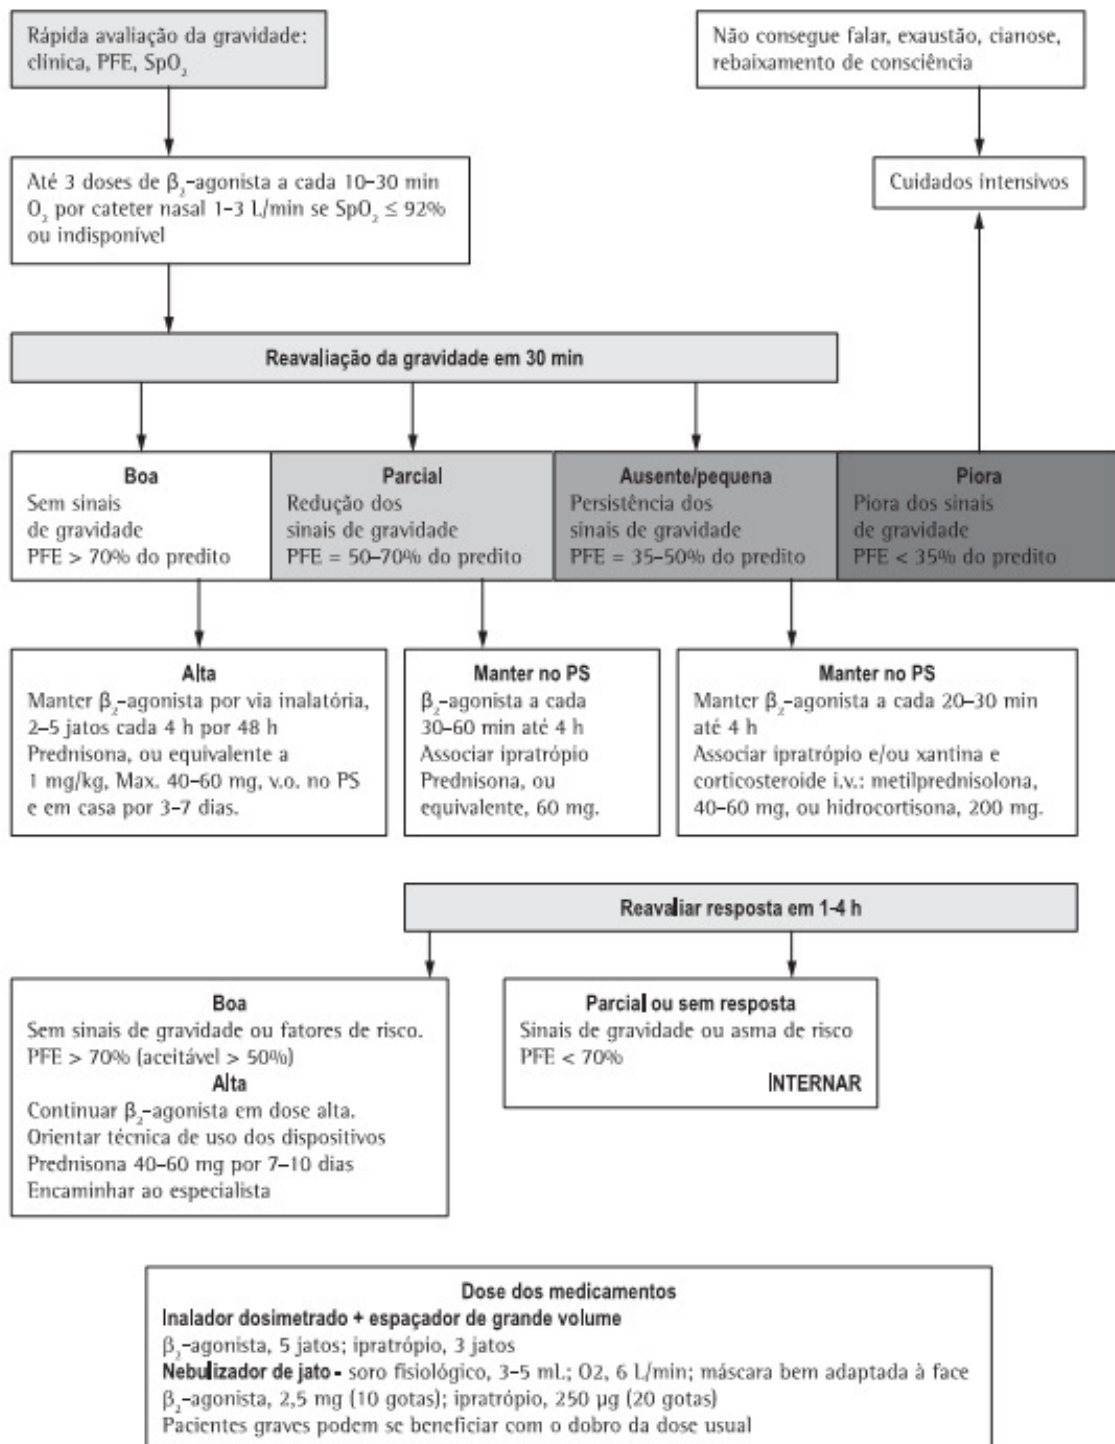 Rápida avaliação da gravidade:
clínica, PFE, SpO₂
Não consegue falar, exaustão, cianose,
rebaixamento de consciência
Até 3 doses de β₂-agonista a cada 10–30 min
O₂ por cateter nasal 1–3 L/min se SpO₂ ≤ 92%
ou indisponível
Cuidados intensivos
Reavaliação da gravidade em 30 min
Boa
Sem sinais
de gravidade
PFE > 70% do predito
Parcial
Redução dos
sinais de gravidade
PFE = 50–70% do predito
Ausente/pequena
Persistência dos
sinais de gravidade
PFE = 35–50% do predito
Piora
Piora dos sinais
de gravidade
PFE < 35% do predito
Alta
Manter β₂-agonista por via inalatória,
2–5 jatos cada 4 h por 48 h
Prednisona, ou equivalente a
1 mg/kg, Max. 40–60 mg, v.o. no PS
e em casa por 3–7 dias.
Manter no PS
β₂-agonista a cada
30–60 min até 4 h
Associar ipratrópio
Prednisona, ou
equivalente, 60 mg.
Manter no PS
Manter β₂-agonista a cada 20–30 min
até 4 h
Associar ipratrópio e/ou xantina e
corticosteroide i.v.: metilprednisolona,
40–60 mg, ou hidrocortisona, 200 mg.
Reavaliar resposta em 1-4 h
Boa
Sem sinais de gravidade ou fatores de risco.
PFE > 70% (aceitável > 50%)
Alta
Continuar β₂-agonista em dose alta.
Orientar técnica de uso dos dispositivos
Prednisona 40–60 mg por 7–10 dias
Encaminhar ao especialista
Parcial ou sem resposta
Sinais de gravidade ou asma de risco
PFE < 70%
INTERNAR
Dose dos medicamentos
Inalador dosimetrado + espaçador de grande volume
β₂-agonista, 5 jatos; ipratrópio, 3 jatos
Nebulizador de jato - soro fisiológico, 3–5 mL; O2, 6 L/min; máscara bem adaptada à face
β₂-agonista, 2,5 mg (10 gotas); ipratrópio, 250 µg (20 gotas)
Pacientes graves podem se beneficiar com o dobro da dose usual